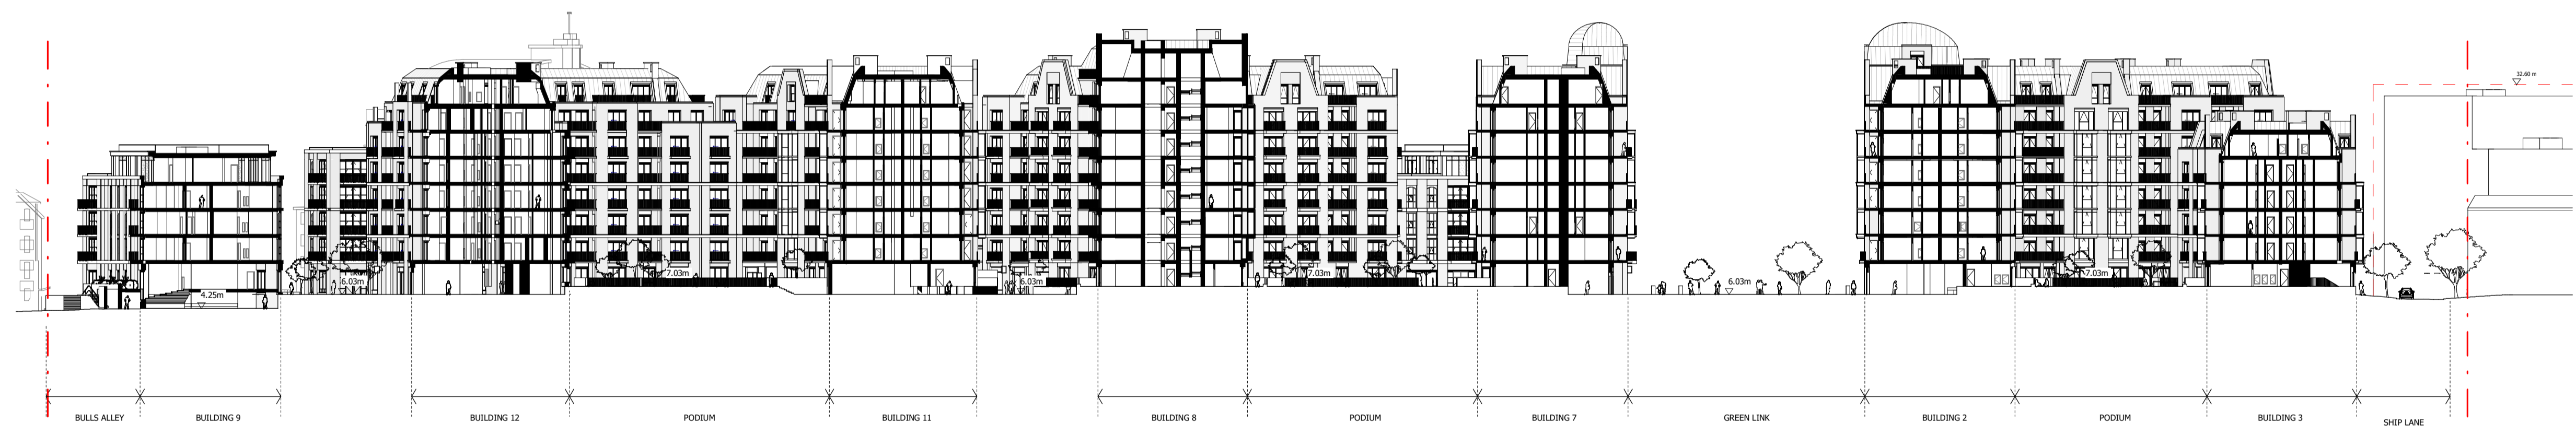 32.60 m
4.25m
6.03m
7.03m
6.03m
7.03m
6.03m
7.03m
BULLS ALLEY
BUILDING 9
BUILDING 12
PODIUM
BUILDING 11
BUILDING 8
PODIUM
BUILDING 7
GREEN LINK
BUILDING 2
PODIUM
BUILDING 3
SHIP LANE